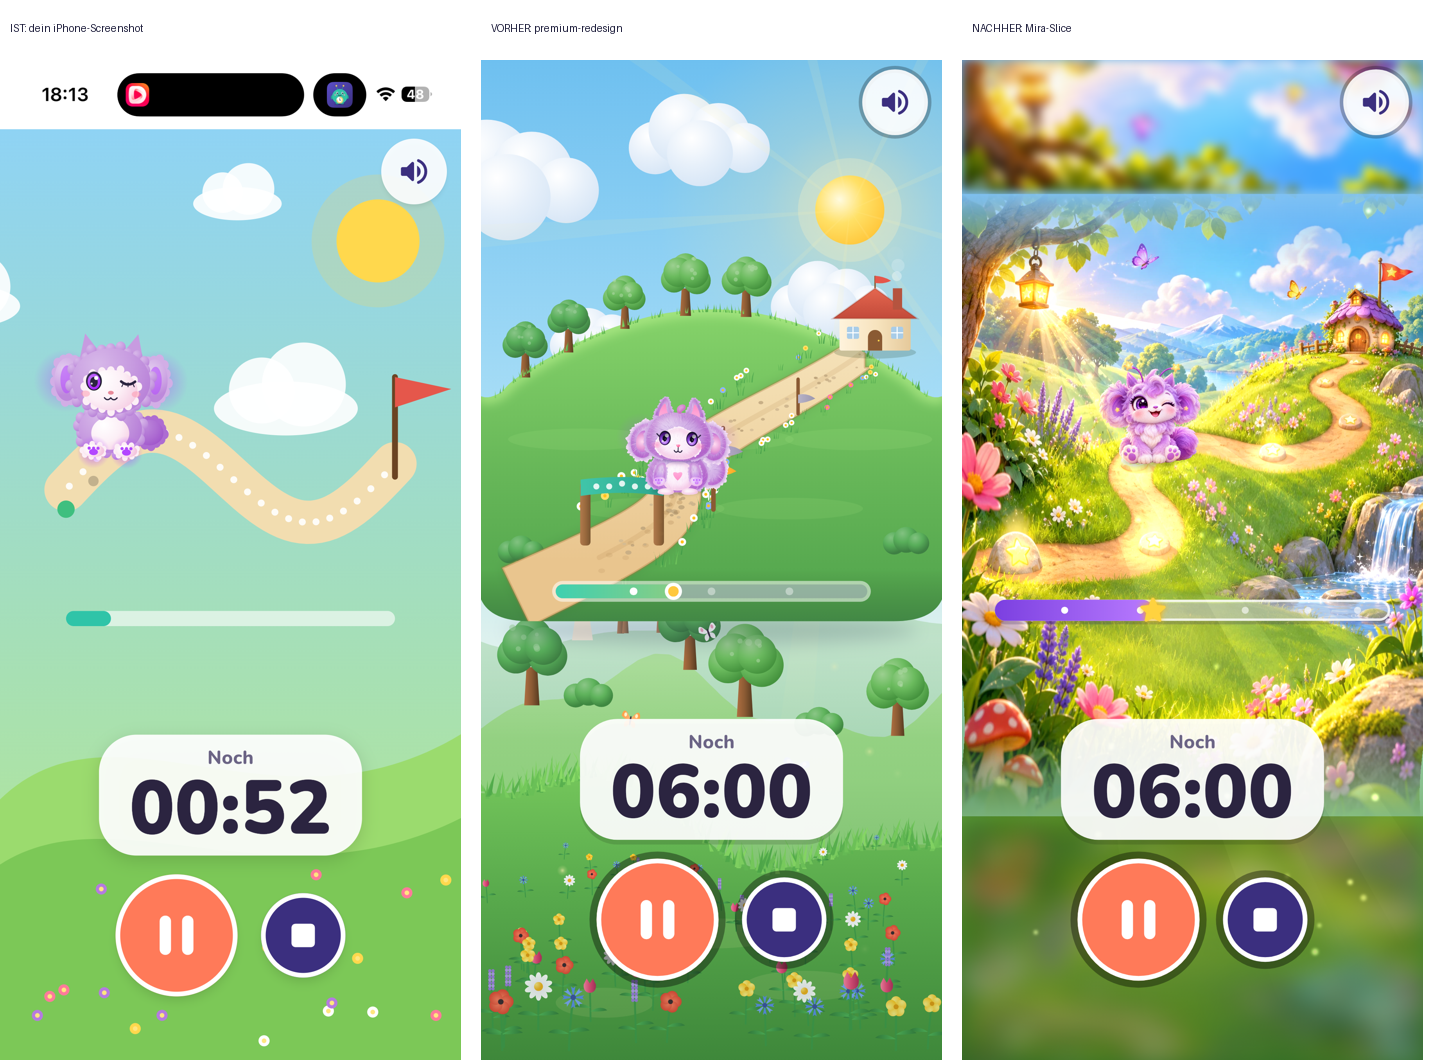 IST: dein iPhone-Screenshot
VORHER: premium-redesign
NACHHER: Mira-Slice
18:13
48
Noch
00:52
Noch
06:00
Noch
06:00